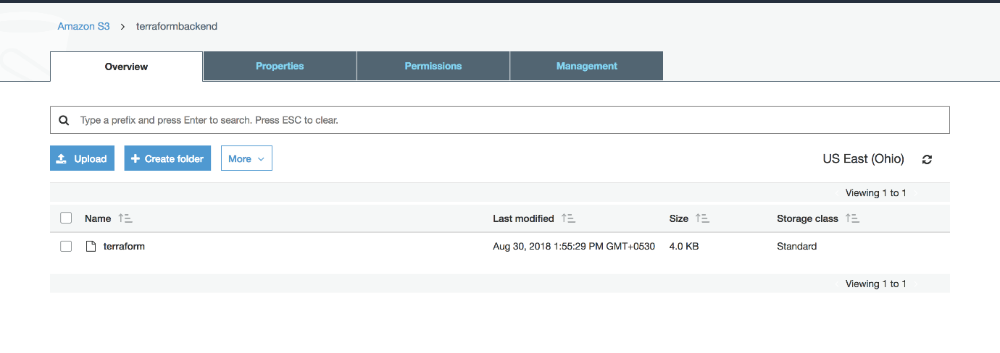 Amazon S3 > terraformbackend
Overview Properties Permissions Management
Type a prefix and press Enter to search. Press ESC to clear.
Upload + Create folder More US East (Ohio)
Viewing 1 to 1
Name Last modified Size Storage class
terraform Aug 30, 2018 1:55:29 PM GMT+0530 4.0 KB Standard
Viewing 1 to 1